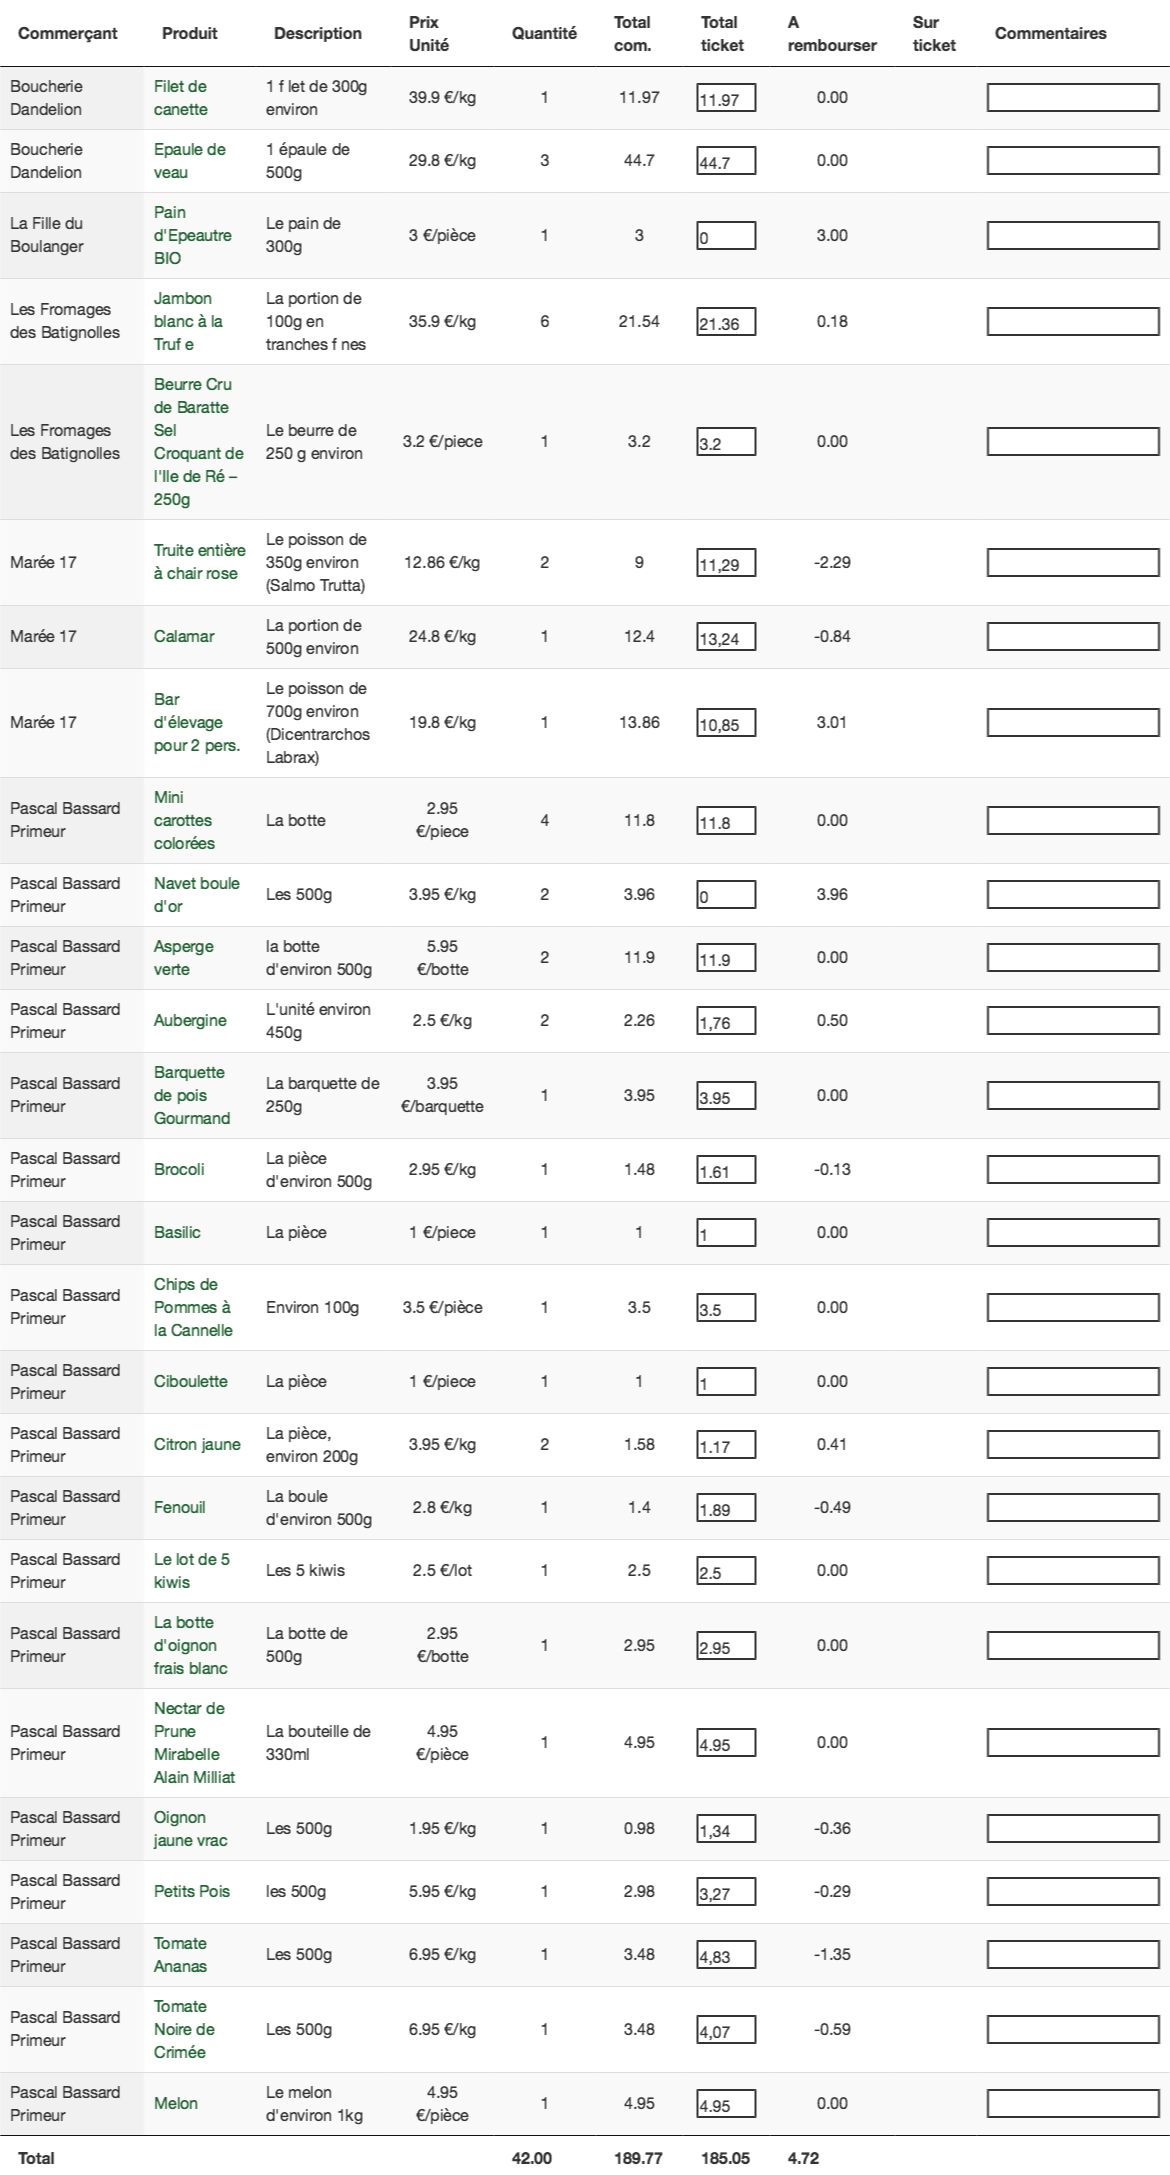 Commerçant Produit Description Prix Unité Quantité Total com. Total ticket A rembourser Sur ticket Commentaires
Boucherie Dandelion Filet de canette 1 f let de 300g environ 39.9 €/kg 1 11.97 11.97 0.00
Boucherie Dandelion Epaule de veau 1 épaule de 500g 29.8 €/kg 3 44.7 44.7 0.00
La Fille du Boulanger Pain d'Epeautre BIO Le pain de 300g 3 €/pièce 1 3 0 3.00
Les Fromages des Batignolles Jambon blanc à la Truf e La portion de 100g en tranches f nes 35.9 €/kg 6 21.54 21.36 0.18
Les Fromages des Batignolles Beurre Cru de Baratte Sel Croquant de l'Ile de Ré – 250g Le beurre de 250 g environ 3.2 €/piece 1 3.2 3.2 0.00
Marée 17 Truite entière à chair rose Le poisson de 350g environ (Salmo Trutta) 12.86 €/kg 2 9 11,29 -2.29
Marée 17 Calamar La portion de 500g environ 24.8 €/kg 1 12.4 13,24 -0.84
Marée 17 Bar d'élevage pour 2 pers. Le poisson de 700g environ (Dicentrarchos Labrax) 19.8 €/kg 1 13.86 10,85 3.01
Pascal Bassard Primeur Mini carottes colorées La botte 2.95 €/piece 4 11.8 11.8 0.00
Pascal Bassard Primeur Navet boule d'or Les 500g 3.95 €/kg 2 3.96 0 3.96
Pascal Bassard Primeur Asperge verte la botte d'environ 500g 5.95 €/botte 2 11.9 11.9 0.00
Pascal Bassard Primeur Aubergine L'unité environ 450g 2.5 €/kg 2 2.26 1,76 0.50
Pascal Bassard Primeur Barquette de pois Gourmand La barquette de 250g 3.95 €/barquette 1 3.95 3.95 0.00
Pascal Bassard Primeur Brocoli La pièce d'environ 500g 2.95 €/kg 1 1.48 1.61 -0.13
Pascal Bassard Primeur Basilic La pièce 1 €/piece 1 1 1 0.00
Pascal Bassard Primeur Chips de Pommes à la Cannelle Environ 100g 3.5 €/pièce 1 3.5 3.5 0.00
Pascal Bassard Primeur Ciboulette La pièce 1 €/piece 1 1 1 0.00
Pascal Bassard Primeur Citron jaune La pièce, environ 200g 3.95 €/kg 2 1.58 1.17 0.41
Pascal Bassard Primeur Fenouil La boule d'environ 500g 2.8 €/kg 1 1.4 1.89 -0.49
Pascal Bassard Primeur Le lot de 5 kiwis Les 5 kiwis 2.5 €/lot 1 2.5 2.5 0.00
Pascal Bassard Primeur La botte d'oignon frais blanc La botte de 500g 2.95 €/botte 1 2.95 2.95 0.00
Pascal Bassard Primeur Nectar de Prune Mirabelle Alain Milliat La bouteille de 330ml 4.95 €/pièce 1 4.95 4.95 0.00
Pascal Bassard Primeur Oignon jaune vrac Les 500g 1.95 €/kg 1 0.98 1,34 -0.36
Pascal Bassard Primeur Petits Pois les 500g 5.95 €/kg 1 2.98 3,27 -0.29
Pascal Bassard Primeur Tomate Ananas Les 500g 6.95 €/kg 1 3.48 4,83 -1.35
Pascal Bassard Primeur Tomate Noire de Crimée Les 500g 6.95 €/kg 1 3.48 4,07 -0.59
Pascal Bassard Primeur Melon Le melon d'environ 1kg 4.95 €/pièce 1 4.95 4.95 0.00
Total 42.00 189.77 185.05 4.72